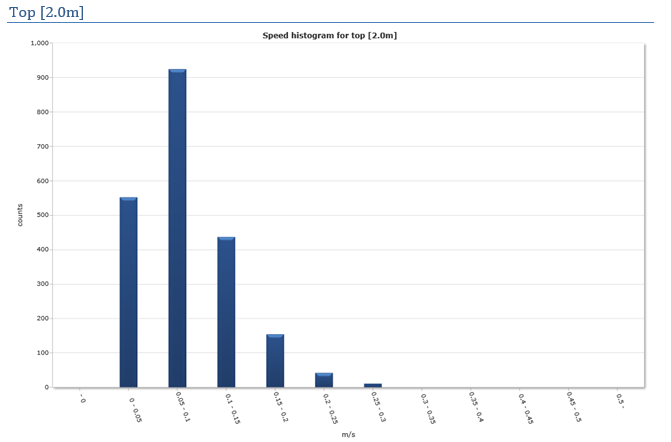 Top [2.0m]
Speed histogram for top [2.0m]
1,000
900
800
700
600
500
400
300
200
100
0
counts
- 0
0 - 0.05
0.05 - 0.1
0.1 - 0.15
0.15 - 0.2
0.2 - 0.25
0.25 - 0.3
0.3 - 0.35
0.35 - 0.4
0.4 - 0.45
0.45 - 0.5
0.5 -
m/s